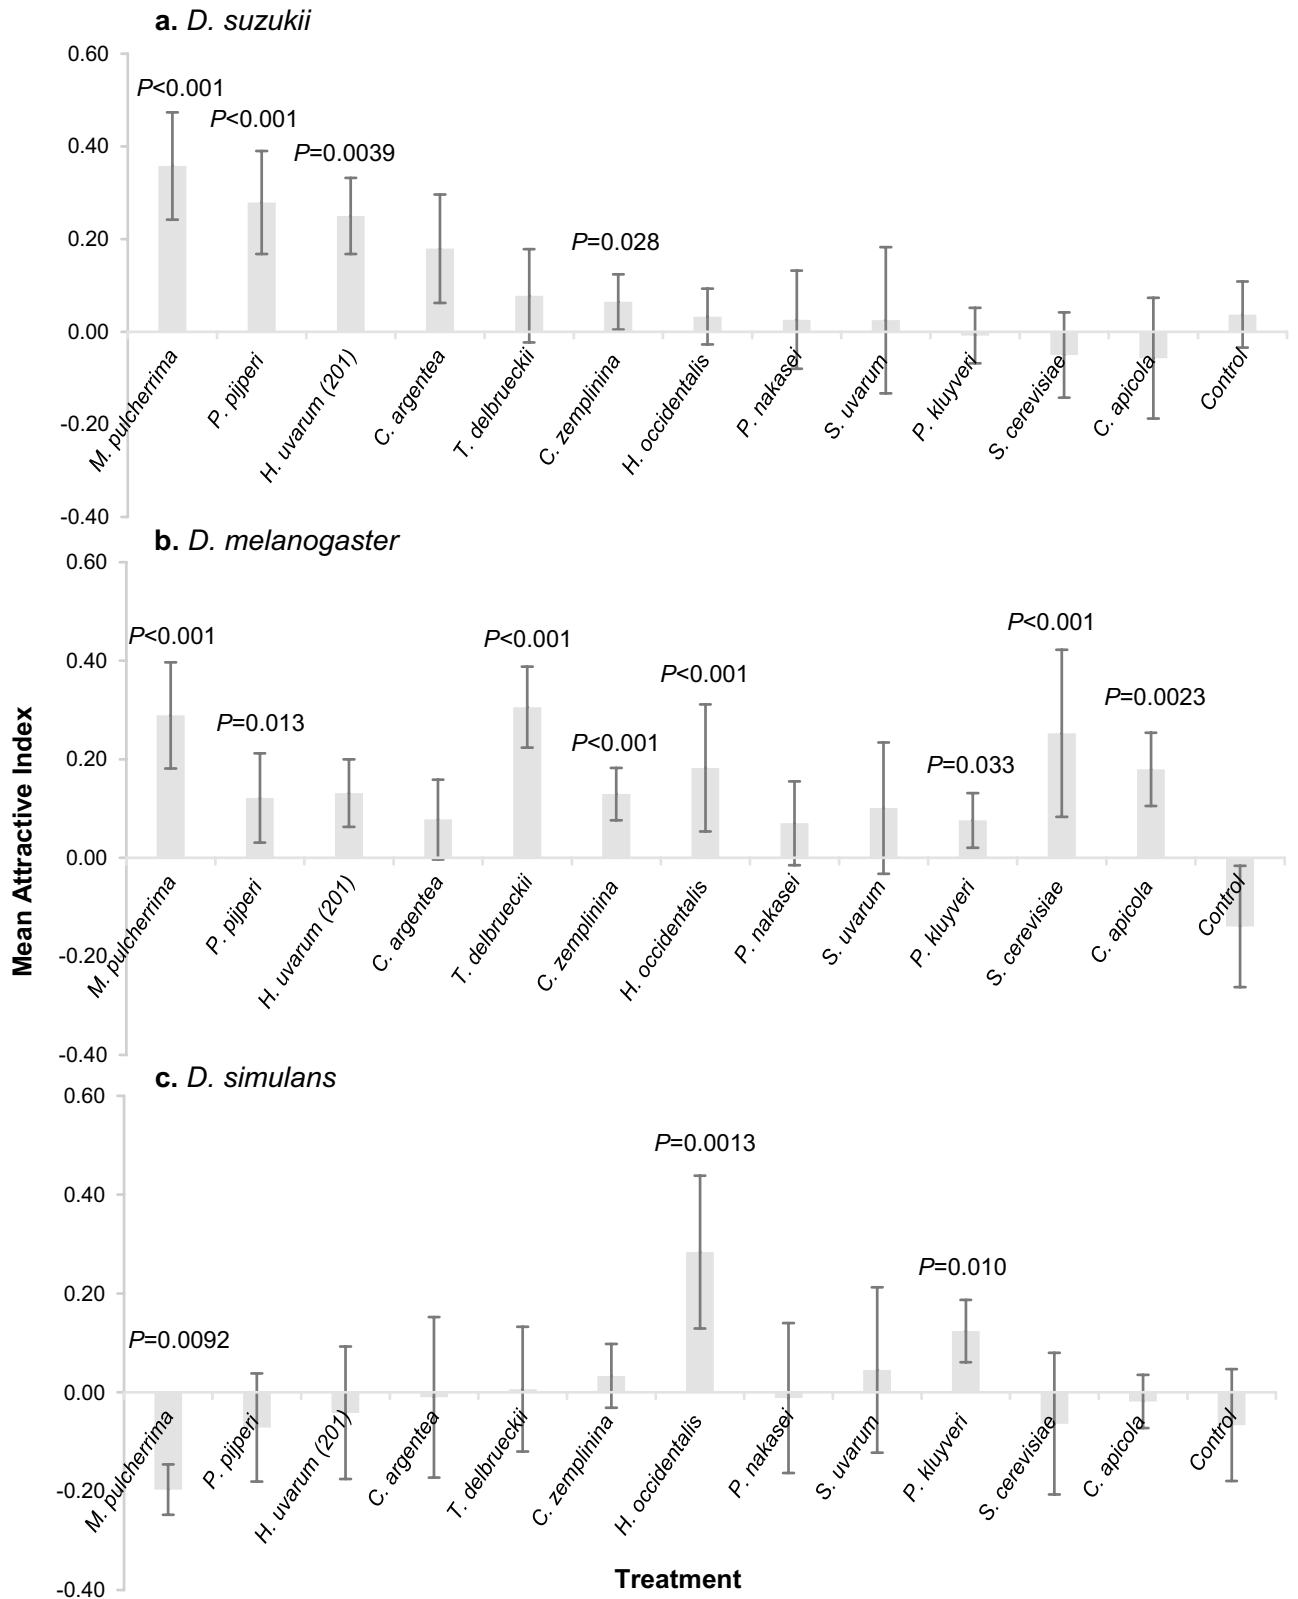 a. D. suzukii
0.60
0.40
0.20
0.00
-0.20
-0.40
P<0.001
P<0.001
P=0.0039
P=0.028
M. pulcherrima
P. pijperi
H. uvarum (201)
C. argentea
T. delbrueckii
C. zemplinina
H. occidentalis
P. nakasei
S. uvarum
P. kluyveri
S. cerevisiae
C. apicola
Control
Mean Attractive Index
b. D. melanogaster
0.60
0.40
0.20
0.00
-0.20
-0.40
P<0.001
P=0.013
P<0.001
P<0.001
P<0.001
P=0.033
P<0.001
P=0.0023
M. pulcherrima
P. pijperi
H. uvarum (201)
C. argentea
T. delbrueckii
C. zemplinina
H. occidentalis
P. nakasei
S. uvarum
P. kluyveri
S. cerevisiae
C. apicola
Control
c. D. simulans
0.60
0.40
0.20
0.00
-0.20
-0.40
P=0.0092
P=0.0013
P=0.010
M. pulcherrima
P. pijperi
H. uvarum (201)
C. argentea
T. delbrueckii
C. zemplinina
H. occidentalis
P. nakasei
S. uvarum
P. kluyveri
S. cerevisiae
C. apicola
Control
Treatment